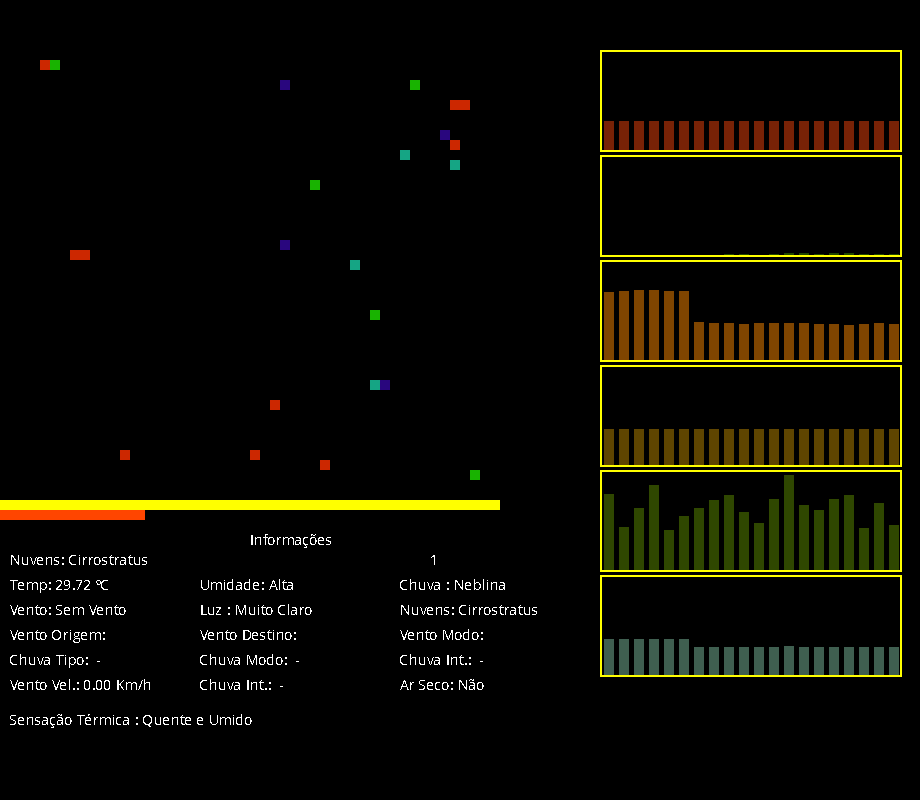 Informações
Nuvens: Cirrostratus 1
Temp: 29.72 ºC Umidade: Alta Chuva : Neblina
Vento: Sem Vento Luz : Muito Claro Nuvens: Cirrostratus
Vento Origem: Vento Destino: Vento Modo:
Chuva Tipo: - Chuva Modo: - Chuva Int.: -
Vento Vel.: 0.00 Km/h Chuva Int.: - Ar Seco: Não
Sensação Térmica : Quente e Umido